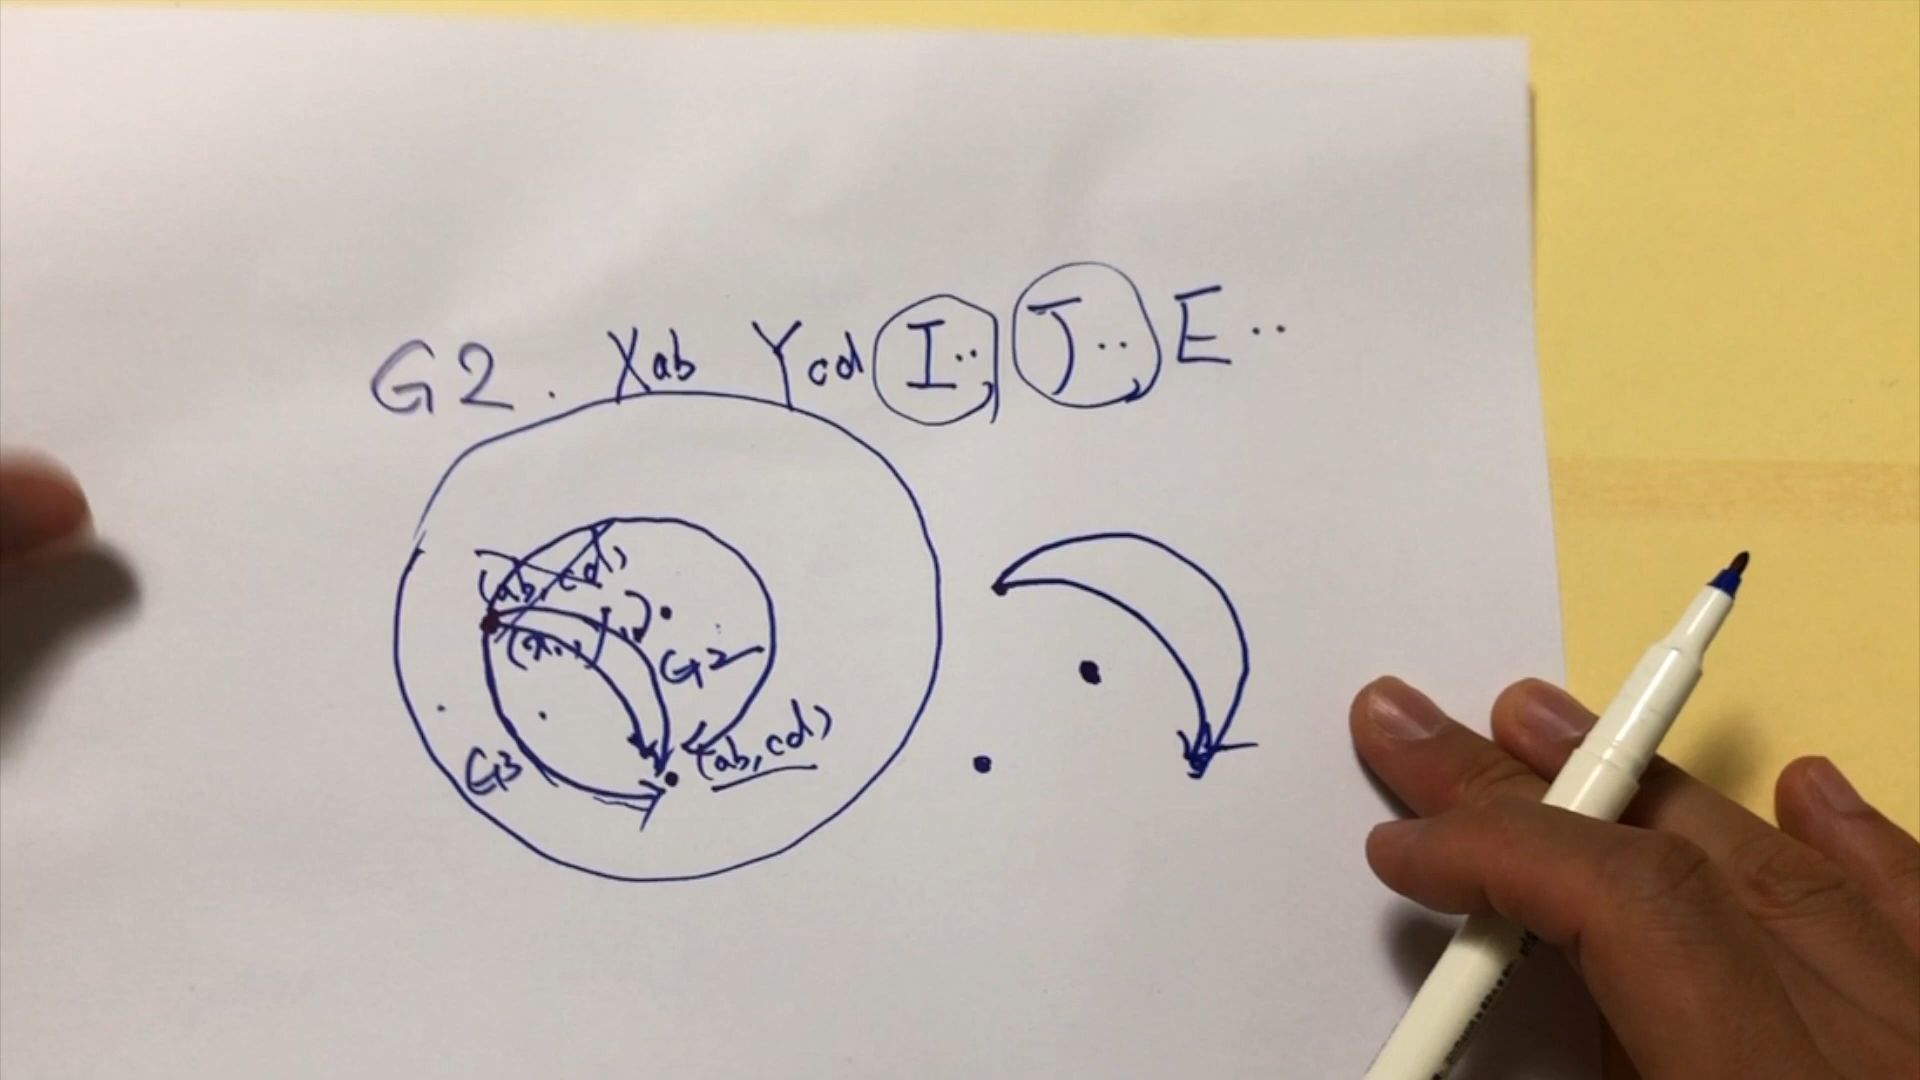 G2. Xab Ycd I.. J.. E..
(ab, cd)
G2
(ab, cd)
G3